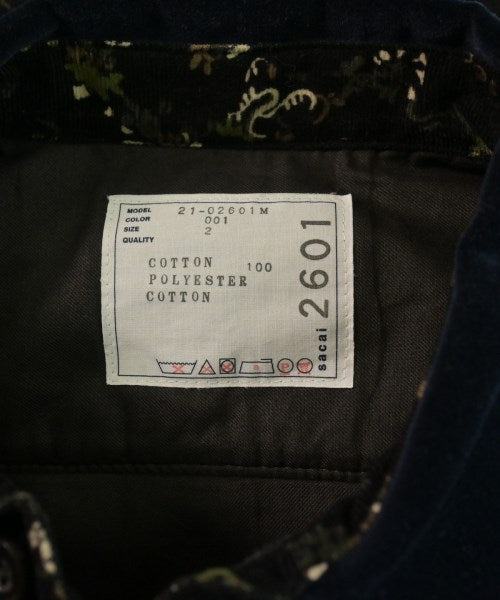 MODEL 21-02601M
COLOR 001
SIZE 2
QUALITY
COTTON 100
POLYESTER
COTTON
sacai 2601